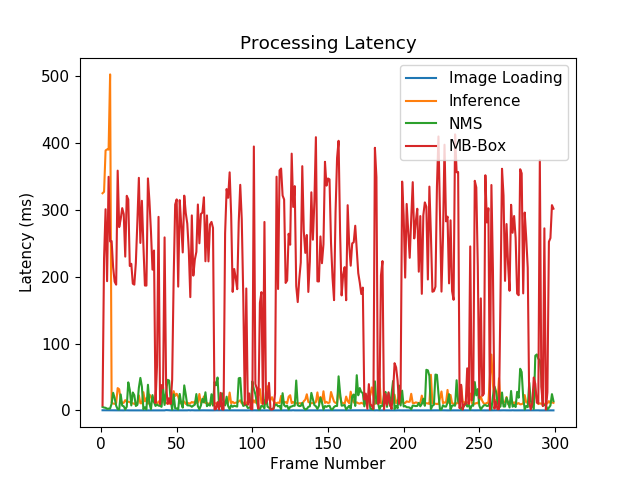 Processing Latency
Latency (ms)
500
400
300
200
100
0
Image Loading
Inference
NMS
MB-Box
0 50 100 150 200 250 300
Frame Number